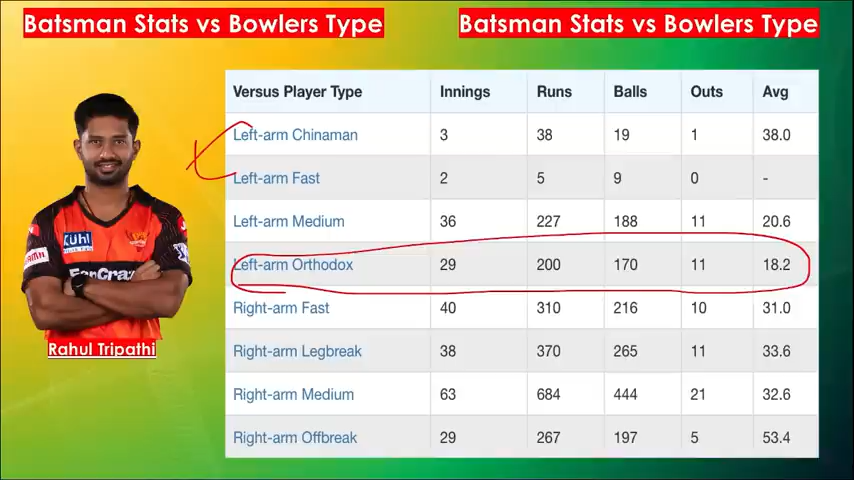 Batsman Stats vs Bowlers Type
Batsman Stats vs Bowlers Type
Versus Player Type Innings Runs Balls Outs Avg
Left-arm Chinaman 3 38 19 1 38.0
Left-arm Fast 2 5 9 0 -
Left-arm Medium 36 227 188 11 20.6
Left-arm Orthodox 29 200 170 11 18.2
Right-arm Fast 40 310 216 10 31.0
Right-arm Legbreak 38 370 265 11 33.6
Right-arm Medium 63 684 444 21 32.6
Right-arm Offbreak 29 267 197 5 53.4
KÜHL
Rahul Tripathi